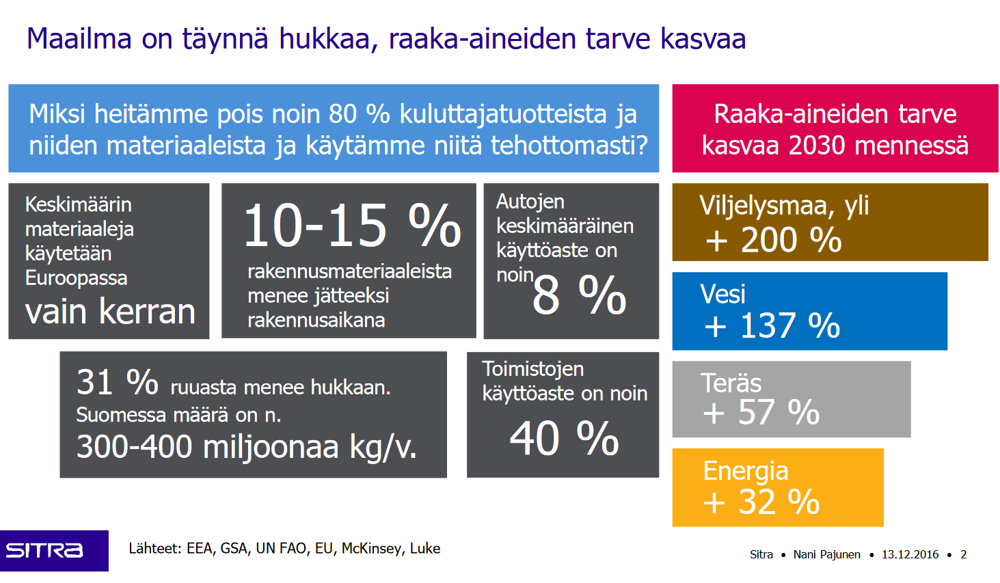 Maailma on täynnä hukkaa, raaka-aineiden tarve kasvaa
Miksi heitämme pois noin 80 % kuluttajatuotteista ja
niiden materiaaleista ja käytämme niitä tehottomasti?
Raaka-aineiden tarve
kasvaa 2030 mennessä
Keskimäärin
materiaaleja
käytetään
Euroopassa
vain kerran
10-15 %
rakennusmateriaaleista
menee jätteeksi
rakennusaikana
Autojen
keskimääräinen
käyttöaste on
noin
8 %
31 % ruuasta menee hukkaan.
Suomessa määrä on n.
300-400 miljoonaa kg/v.
Toimistojen
käyttöaste on noin
40 %
Viljelysmaa, yli
+ 200 %
Vesi
+ 137 %
Teräs
+ 57 %
Energia
+ 32 %
SITRA
Lähteet: EEA, GSA, UN FAO, EU, McKinsey, Luke
Sitra • Nani Pajunen • 13.12.2016 • 2